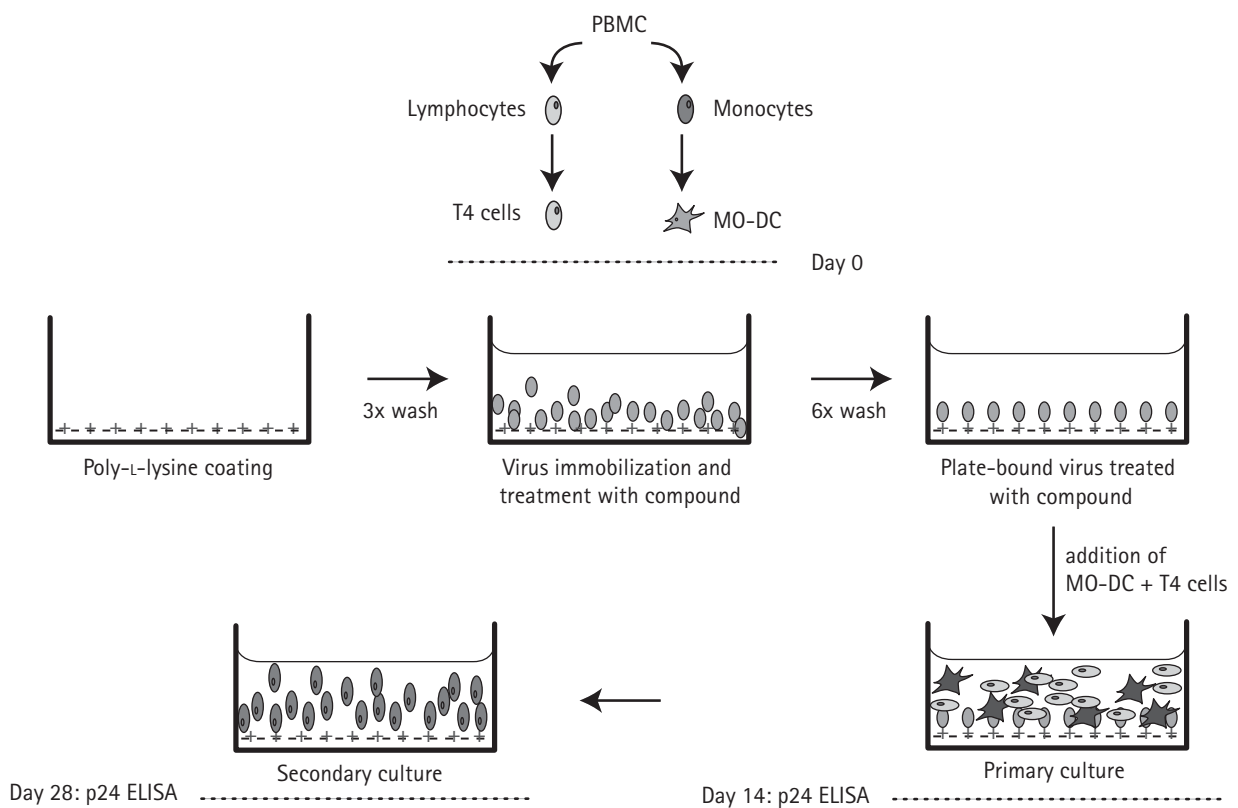 PBMC
Lymphocytes
Monocytes
T4 cells
MO-DC
Day 0
3x wash
6x wash
Poly-L-lysine coating
Virus immobilization and
treatment with compound
Plate-bound virus treated
with compound
addition of
MO-DC + T4 cells
Secondary culture
Primary culture
Day 28: p24 ELISA
Day 14: p24 ELISA